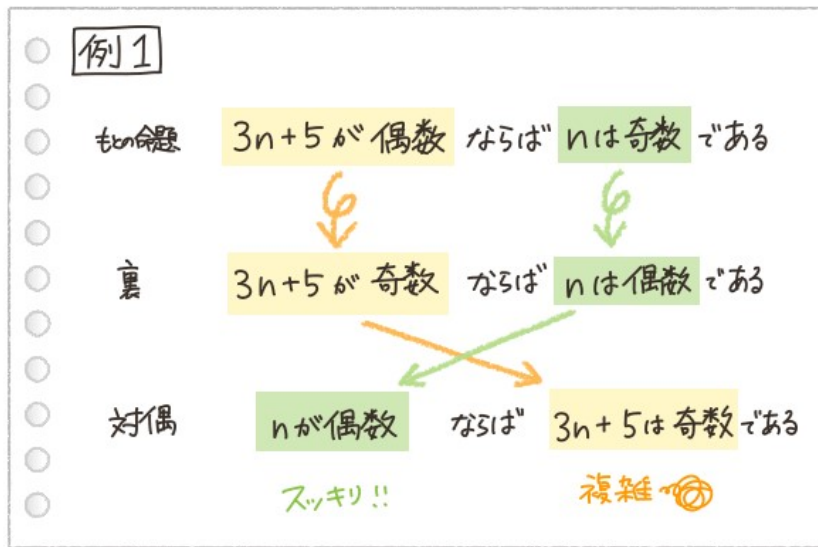 例1
もとの命題 3n+5が偶数 ならば nは奇数 である
裏 3n+5が奇数 ならば nは偶数 である
対偶 nが偶数 ならば 3n+5は奇数 である
スッキリ!! 複雑